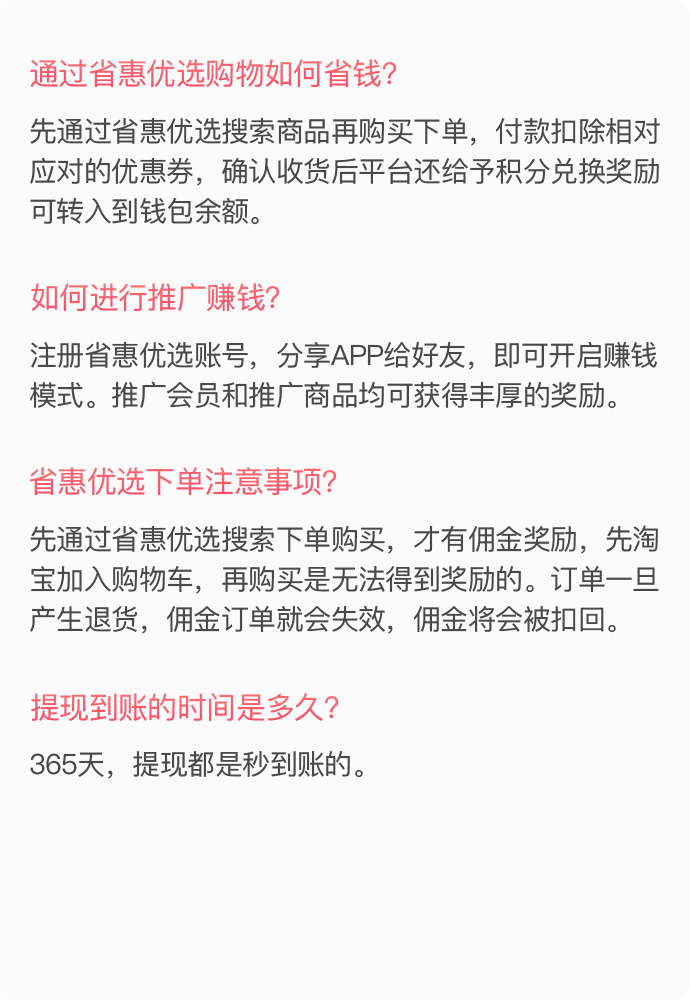 通过省惠优选购物如何省钱?
先通过省惠优选搜索商品再购买下单，付款扣除相对
应对的优惠券，确认收货后平台还给予积分兑换奖励
可转入到钱包余额。
如何进行推广赚钱?
注册省惠优选账号，分享APP给好友，即可开启赚钱
模式。推广会员和推广商品均可获得丰厚的奖励。
省惠优选下单注意事项?
先通过省惠优选搜索下单购买，才有佣金奖励，先淘
宝加入购物车，再购买是无法得到奖励的。订单一旦
产生退货，佣金订单就会失效，佣金将会被扣回。
提现到账的时间是多久?
365天，提现都是秒到账的。